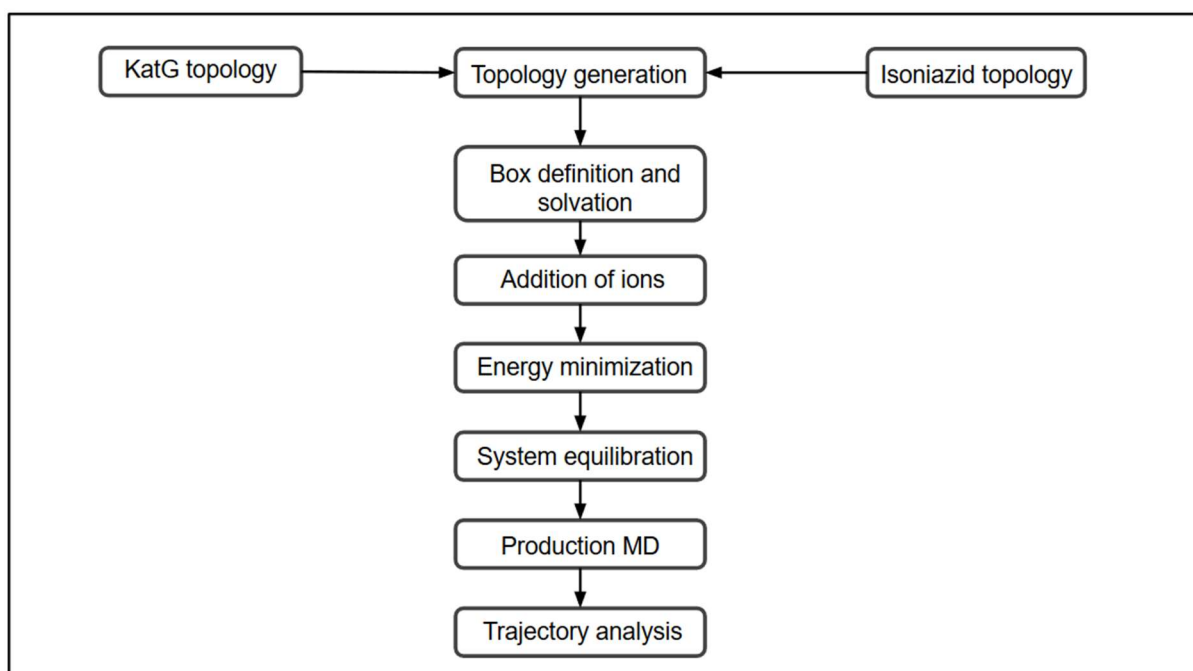 KatG topology
Topology generation
Isoniazid topology
Box definition and
solvation
Addition of ions
Energy minimization
System equilibration
Production MD
Trajectory analysis